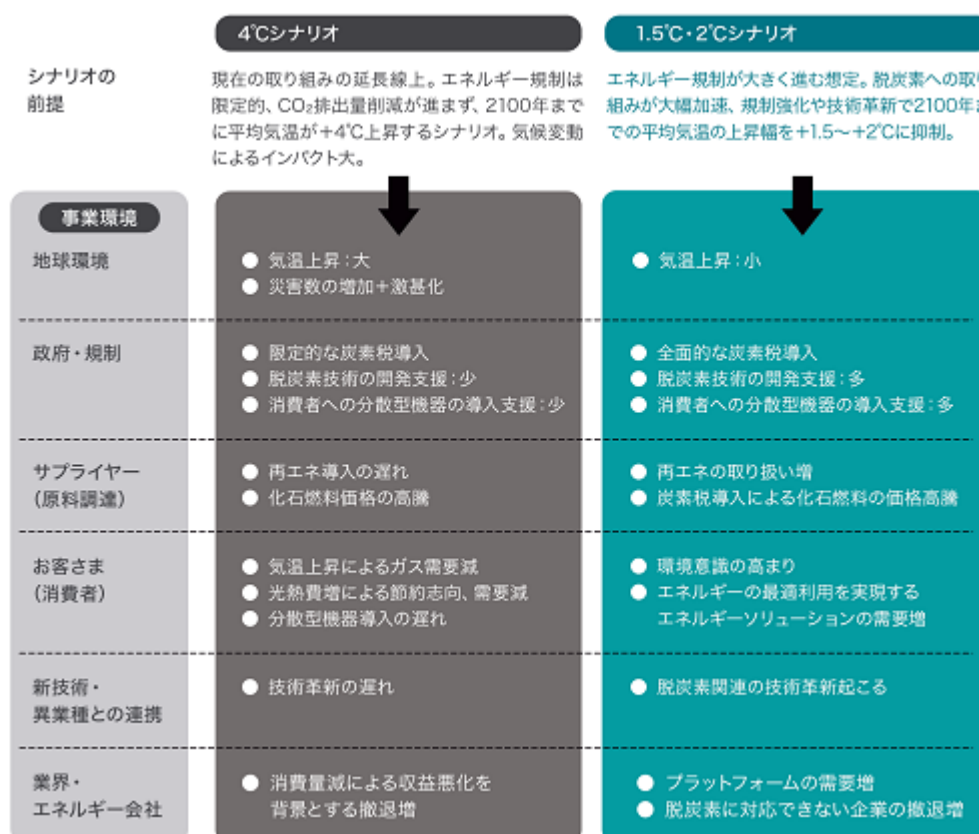 4℃シナリオ
1.5℃・2℃シナリオ
シナリオの
前提
現在の取り組みの延長線上。エネルギー規制は
限定的、CO₂排出量削減が進まず、2100年まで
に平均気温が+4℃上昇するシナリオ。気候変動
によるインパクト大。
エネルギー規制が大きく進む想定。脱炭素への取り
組みが大幅加速、規制強化や技術革新で2100年
での平均気温の上昇幅を+1.5〜+2℃に抑制。
事業環境
地球環境
● 気温上昇:大
● 災害数の増加+激甚化
● 気温上昇:小
政府・規制
● 限定的な炭素税導入
● 脱炭素技術の開発支援:少
● 消費者への分散型機器の導入支援:少
● 全面的な炭素税導入
● 脱炭素技術の開発支援:多
● 消費者への分散型機器の導入支援:多
サプライヤー
(原料調達)
● 再エネ導入の遅れ
● 化石燃料価格の高騰
● 再エネの取り扱い増
● 炭素税導入による化石燃料の価格高騰
お客さま
(消費者)
● 気温上昇によるガス需要減
● 光熱費増による節約志向、需要減
● 分散型機器導入の遅れ
● 環境意識の高まり
● エネルギーの最適利用を実現する
エネルギーソリューションの需要増
新技術・
異業種との連携
● 技術革新の遅れ
● 脱炭素関連の技術革新起こる
業界・
エネルギー会社
● 消費量減による収益悪化を
背景とする撤退増
● プラットフォームの需要増
● 脱炭素に対応できない企業の撤退増